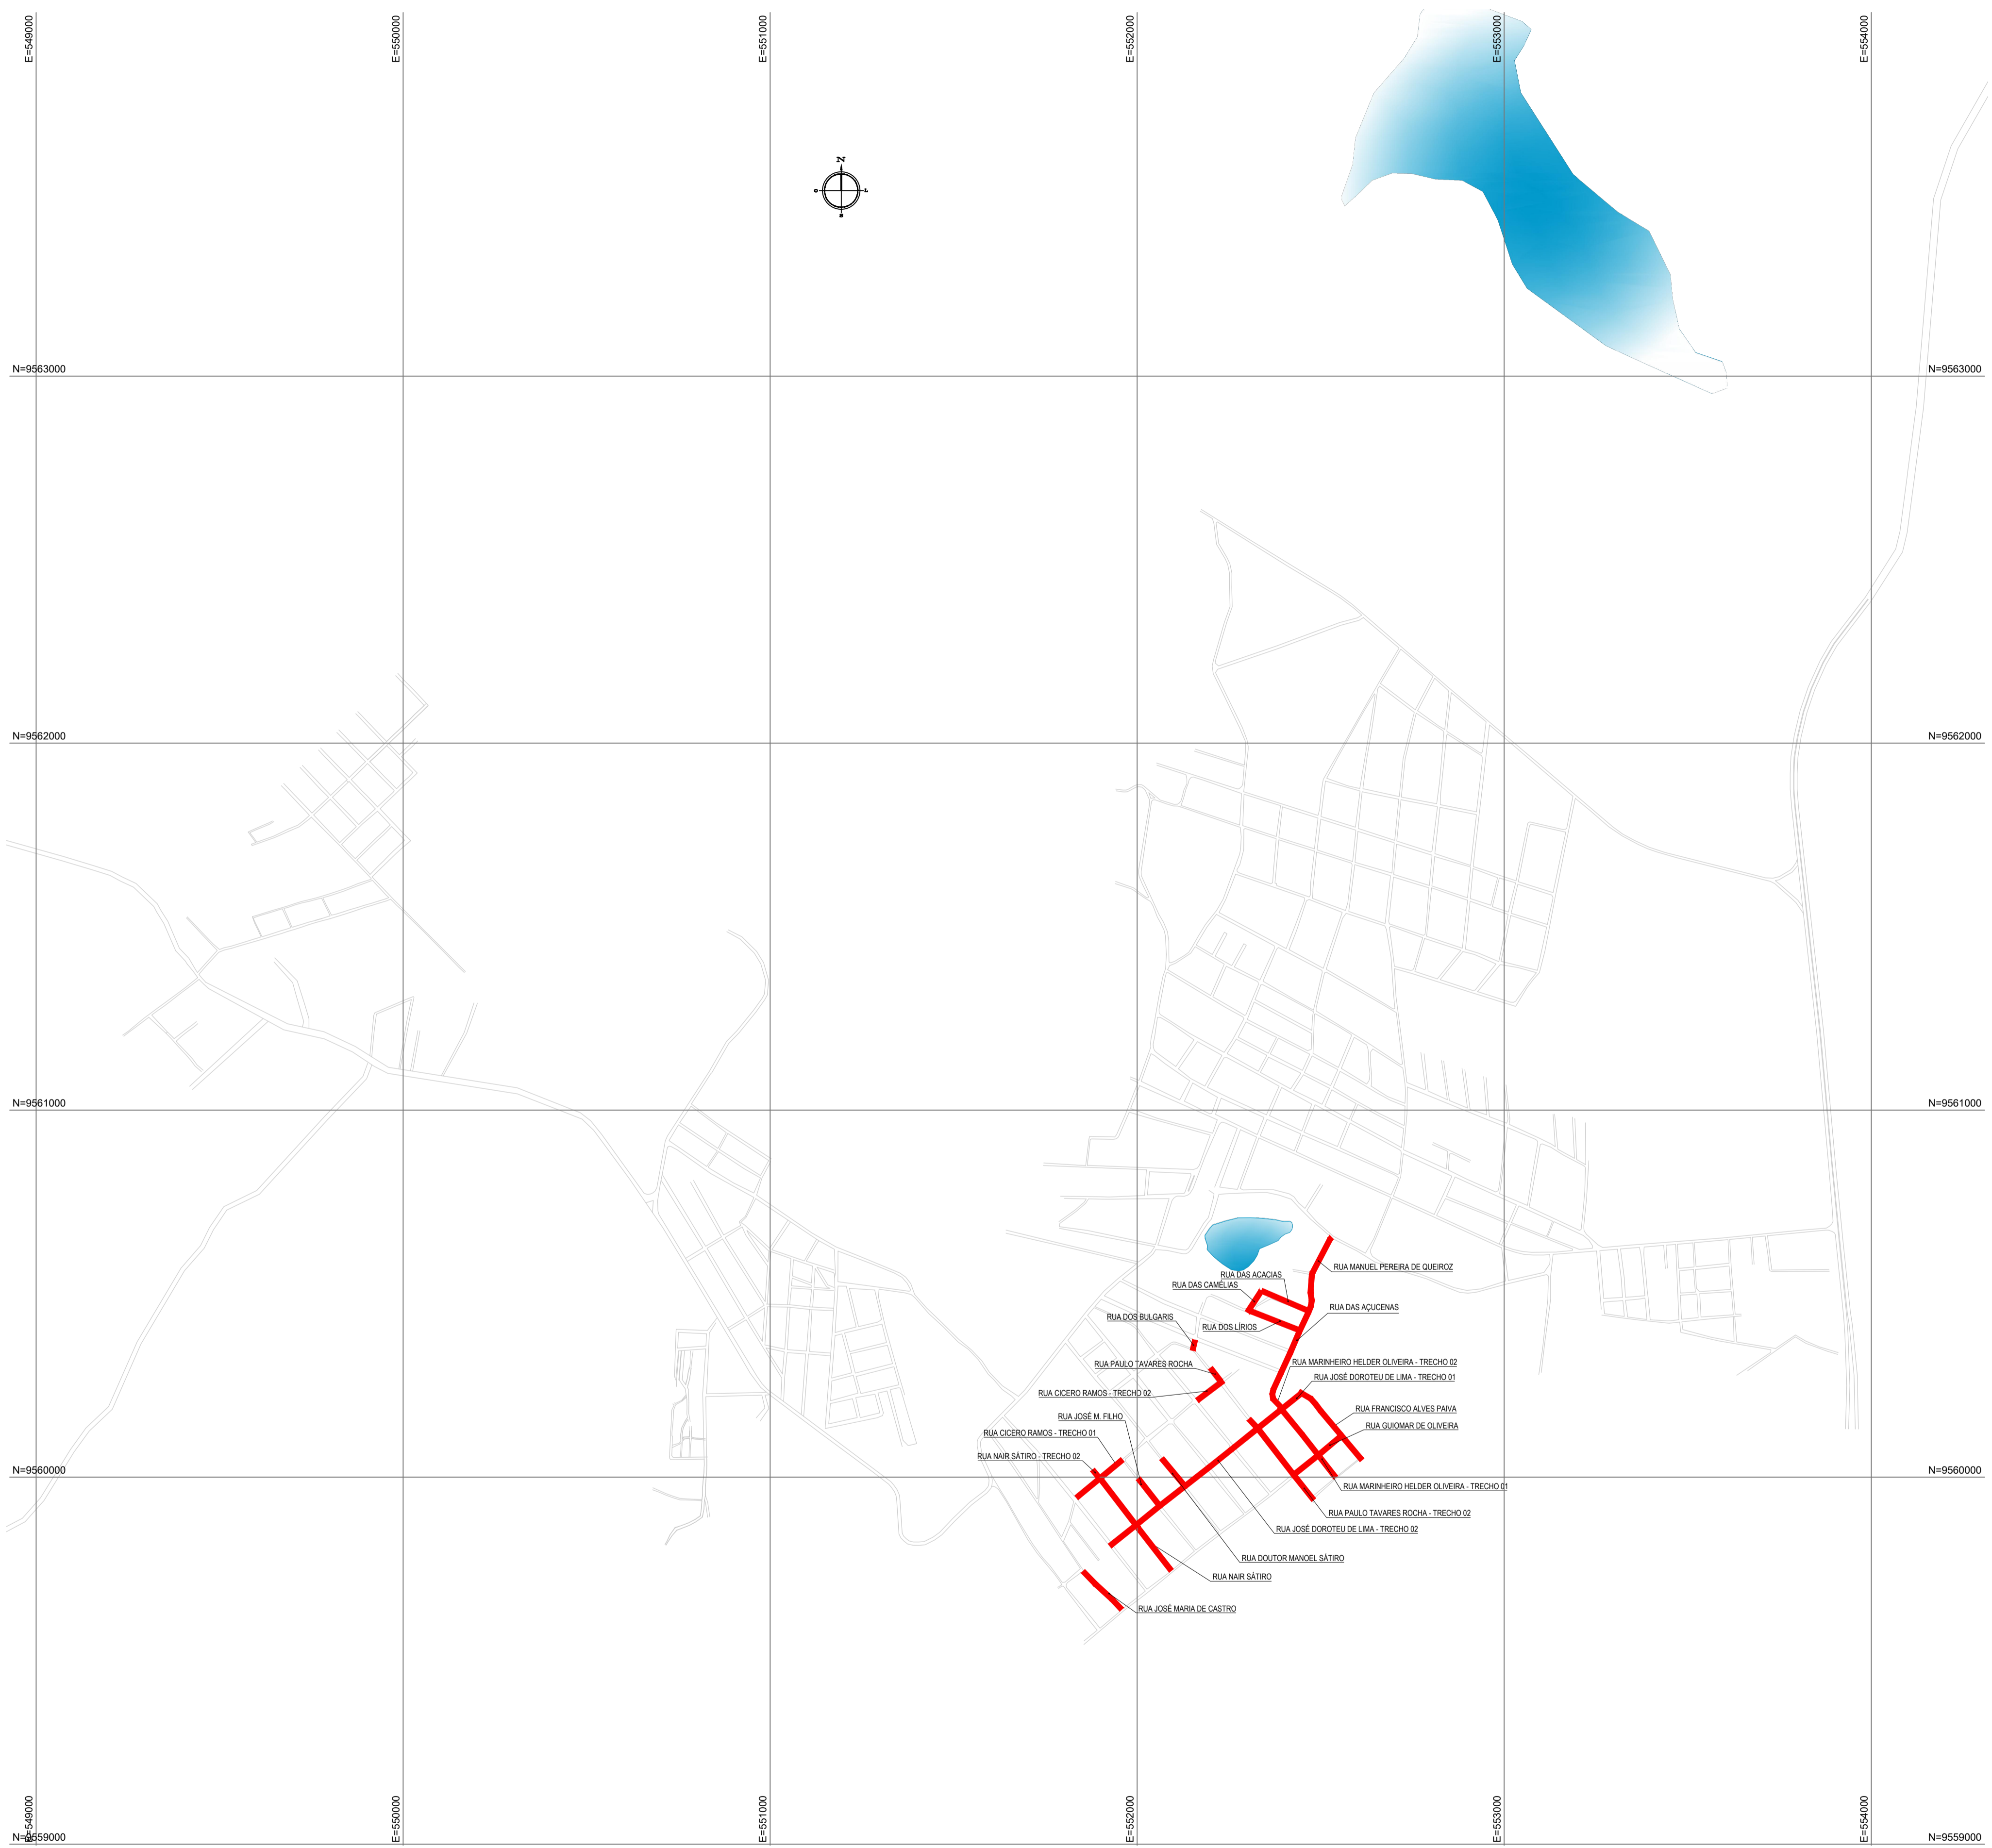 E=549000
E=550000
E=551000
E=552000
E=553000
E=554000
N
O
L
N=9563000
N=9563000
N=9562000
N=9562000
N=9561000
N=9561000
RUA MANUEL PEREIRA DE QUEIROZ
RUA DAS ACACIAS
RUA DAS CAMÉLIAS
RUA DAS AÇUCENAS
RUA DOS BULGARIS
RUA DOS LÍRIOS
RUA PAULO TAVARES ROCHA
RUA MARINHEIRO HELDER OLIVEIRA - TRECHO 02
RUA JOSÉ DOROTEU DE LIMA - TRECHO 01
RUA CICERO RAMOS - TRECHO 02
RUA FRANCISCO ALVES PAIVA
RUA JOSÉ M. FILHO
RUA GUIOMAR DE OLIVEIRA
RUA CICERO RAMOS - TRECHO 01
RUA NAIR SÁTIRO - TRECHO 02
N=9560000
N=9560000
RUA MARINHEIRO HELDER OLIVEIRA - TRECHO 01
RUA PAULO TAVARES ROCHA - TRECHO 02
RUA JOSÉ DOROTEU DE LIMA - TRECHO 02
RUA DOUTOR MANOEL SÁTIRO
RUA NAIR SÁTIRO
RUA JOSÉ MARIA DE CASTRO
E=549000
E=550000
E=551000
E=552000
E=553000
E=554000
N=9559000
N=9559000